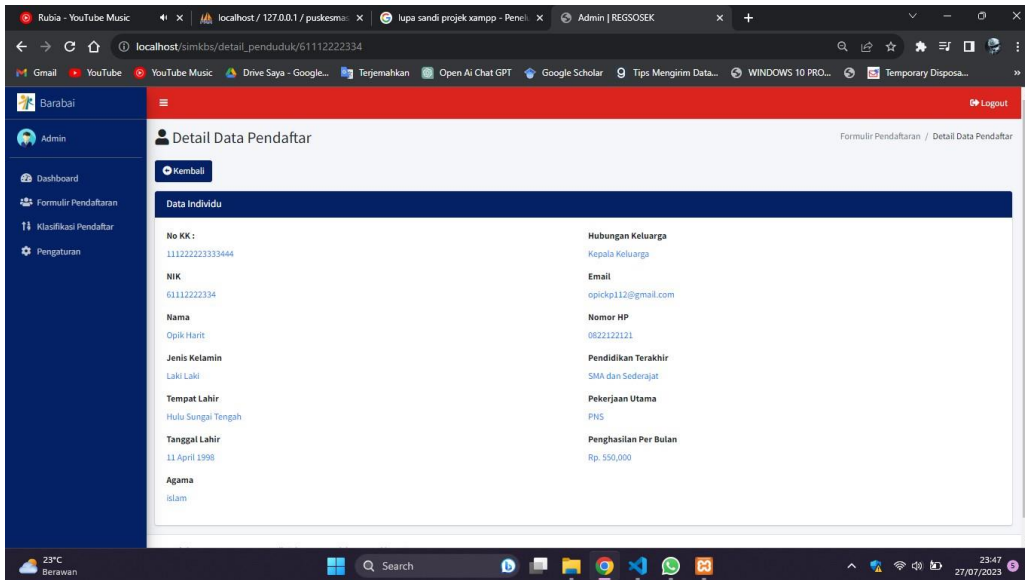 Rubia - YouTube Music
localhost / 127.0.0.1 / puskesmas
lupa sandi projek xampp - Penelu
Admin | REGSOSEK
localhost/simkbs/detail_penduduk/61112222334
Gmail
YouTube
YouTube Music
Drive Saya - Google...
Terjemahkan
Open Ai Chat GPT
Google Scholar
Tips Mengirim Data...
WINDOWS 10 PRO...
Temporary Disposa...
»
Barabai
Logout
Admin
Detail Data Pendaftar
Formulir Pendaftaran / Detail Data Pendaftar
Kembali
Dashboard
Formulir Pendaftaran
Klasifikasi Pendaftar
Pengaturan
Data Individu
No KK :
111222223333444
NIK
61112222334
Nama
Opik Harit
Jenis Kelamin
Laki Laki
Tempat Lahir
Hulu Sungai Tengah
Tanggal Lahir
11 April 1998
Agama
islam
Hubungan Keluarga
Kepala Keluarga
Email
opickp112@gmail.com
Nomor HP
0822122121
Pendidikan Terakhir
SMA dan Sederajat
Pekerjaan Utama
PNS
Penghasilan Per Bulan
Rp. 550,000
23°C
Berawan
Search
23:47
27/07/2023
5